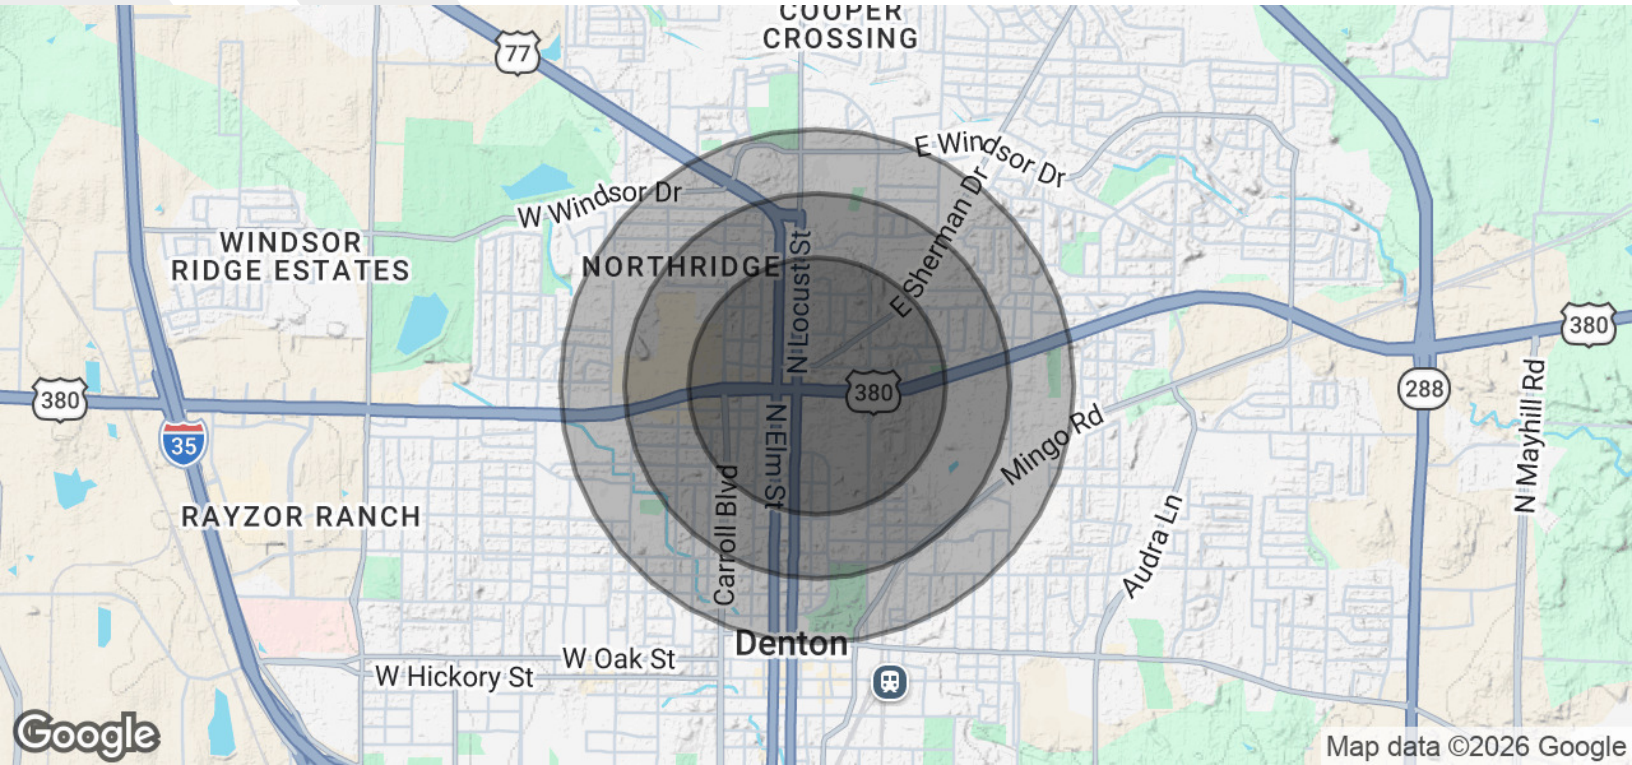 COOPER
CROSSING
77
E Windsor Dr
W Windsor Dr
E Sherman Dr
WINDSOR
RIDGE ESTATES
NORTHRIDGE
N Locust St
380
380
380
288
35
N Elm St
Mingo Rd
N Mayhill Rd
Carroll Blvd
RAYZOR RANCH
Audra Ln
Denton
W Oak St
W Hickory St
Google
Map data ©2026 Google